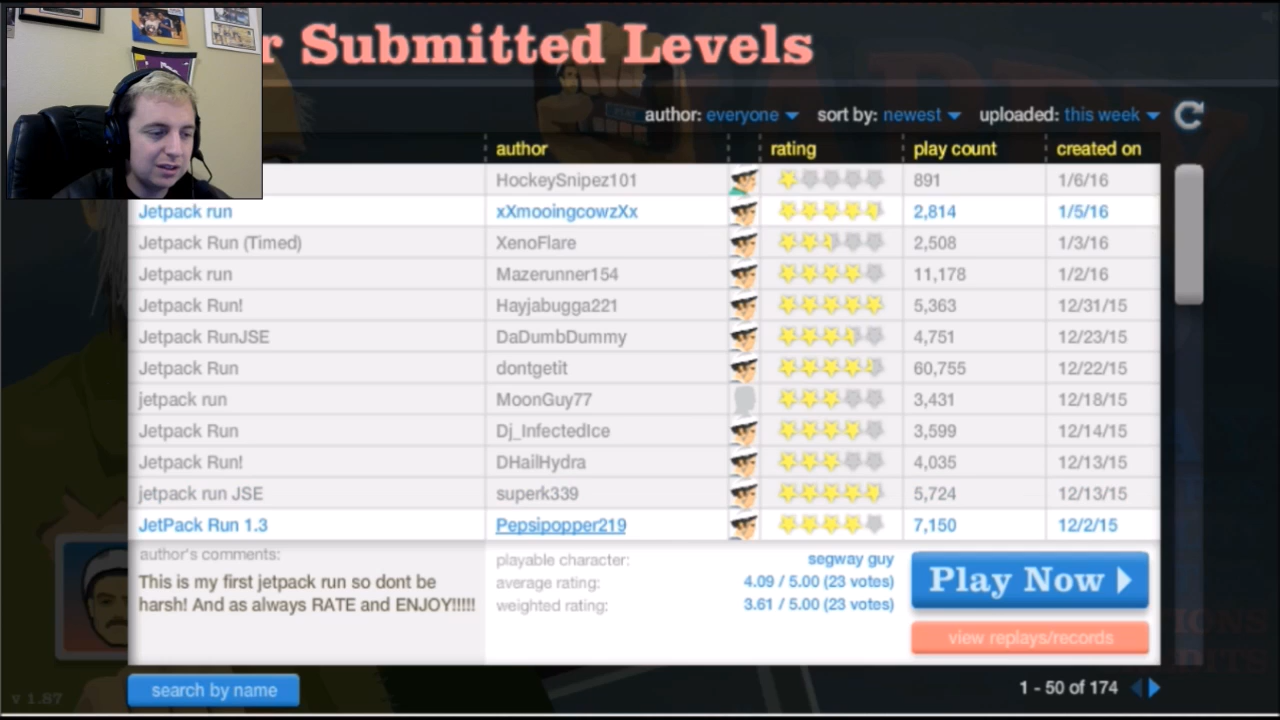 r Submitted Levels
author: everyone sort by: newest uploaded: this week
author rating play count created on
HockeySnipez101 891 1/6/16
Jetpack run xXmooingcowzXx 2,814 1/5/16
Jetpack Run (Timed) XenoFlare 2,508 1/3/16
Jetpack run Mazerunner154 11,178 1/2/16
Jetpack Run! Hayjabugga221 5,363 12/31/15
Jetpack RunJSE DaDumbDummy 4,751 12/23/15
Jetpack Run dontgetit 60,755 12/22/15
jetpack run MoonGuy77 3,431 12/18/15
Jetpack Run Dj_InfectedIce 3,599 12/14/15
Jetpack Run! DHailHydra 4,035 12/13/15
jetpack run JSE superk339 5,724 12/13/15
JetPack Run 1.3 Pepsipopper219 7,150 12/2/15
author's comments:
This is my first jetpack run so dont be
harsh! And as always RATE and ENJOY!!!!!
playable character: segway guy
average rating: 4.09 / 5.00 (23 votes)
weighted rating: 3.61 / 5.00 (23 votes)
Play Now
view replays/records
v 1.87
search by name
1 - 50 of 174